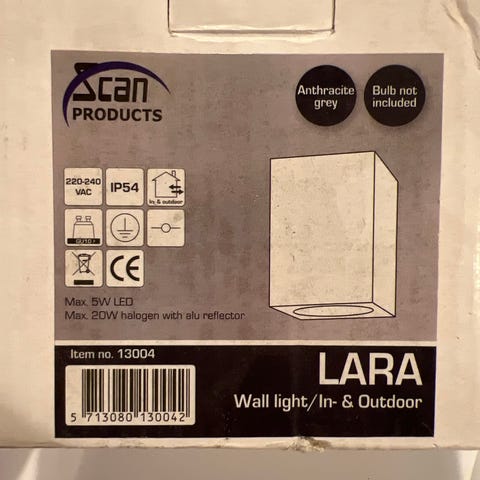 Scan
PRODUCTS
Anthracite
grey
Bulb not
included
220-240
VAC
IP54
In- & outdoor
GU10
CE
Max. 5W LED
Max. 20W halogen with alu reflector
Item no. 13004
5 713080 130042
LARA
Wall light/In- & Outdoor